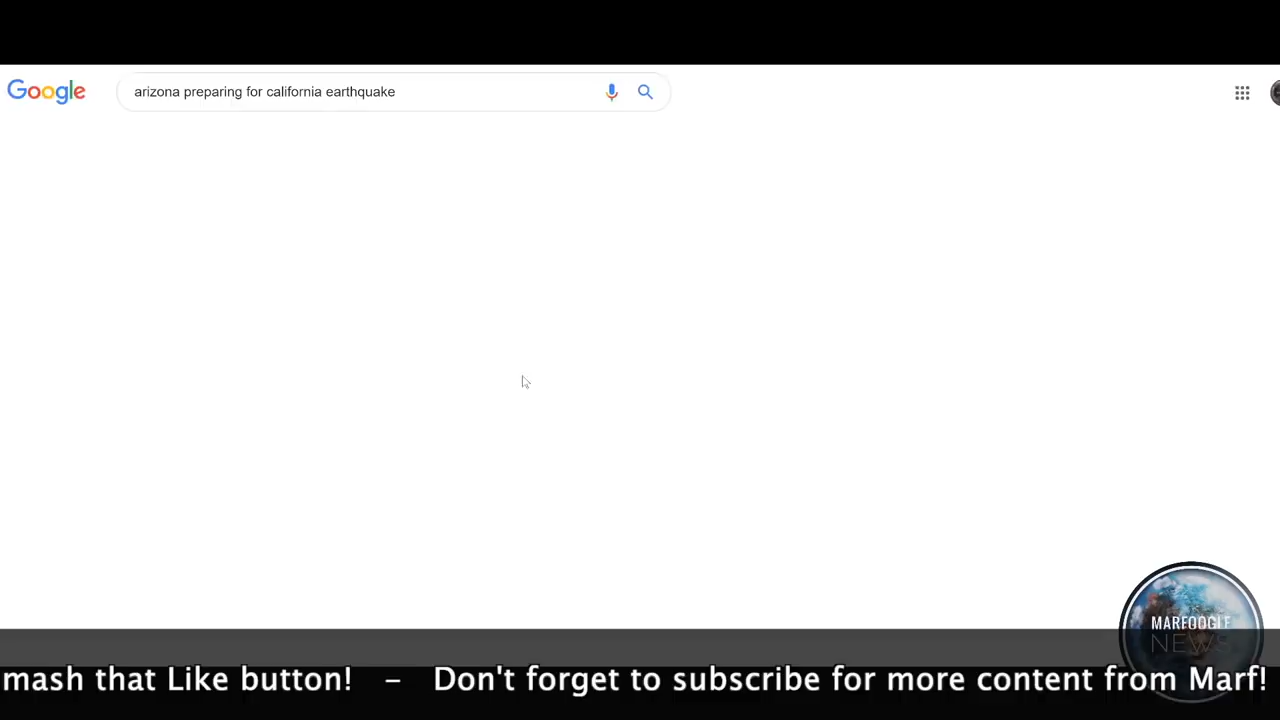 Google
arizona preparing for california earthquake
MARFOOGLE
NEWS
mash that Like button! - Don't forget to subscribe for more content from Marf!